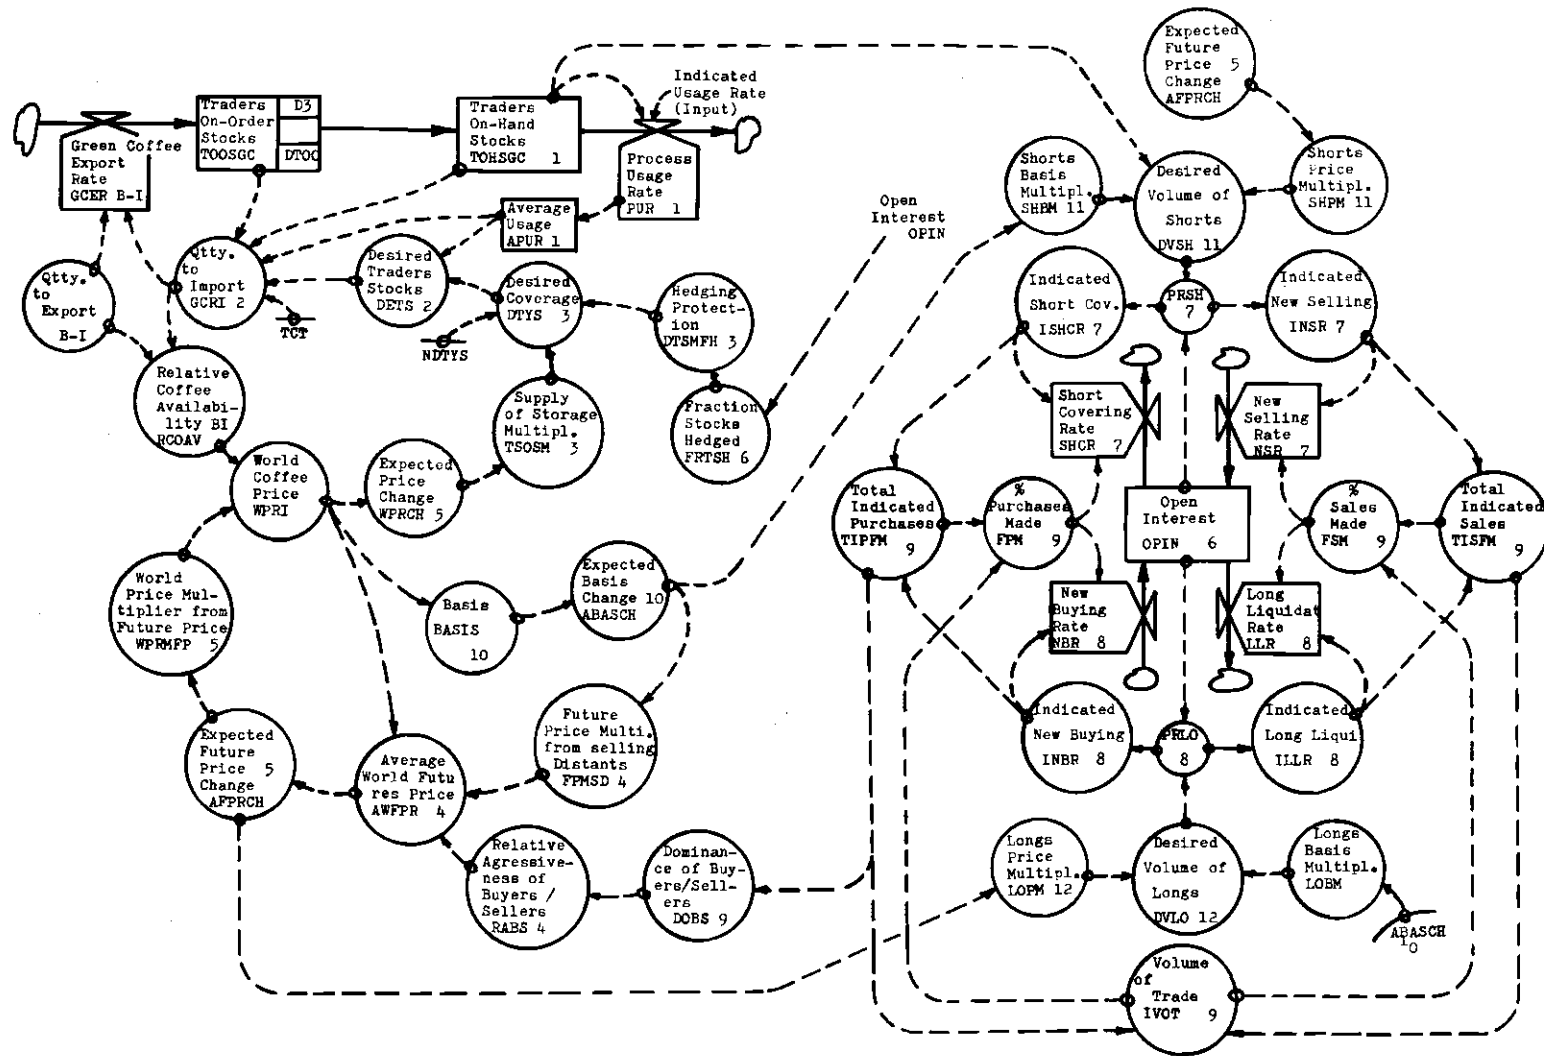 Traders
On-Order
Stocks
TOOSGC
D3
DTOC
Traders
On-Hand
Stocks
TOHSGC 1
Indicated
Usage Rate
(Input)
Green Coffee
Export
Rate
GCER B-I
Process
Usage
Rate
PUR 1
Average
Usage
APUR 1
Qtty.
to
Export
B-I
Qtty.
to
Import
GCRI 2
TCT
Desired
Traders
Stocks
DETS 2
Desired
Coverage
DTYS
3
NDTYS
Hedging
Protect-
ion
DTSMFH 3
Open
Interest
OPIN
Relative
Coffee
Availabi-
lity BI
RCOAV
Supply
of Storage
Multipl.
TSOSM 3
Fraction
Stocks
Hedged
FRTSH 6
World
Coffee
Price
WPRI
Expected
Price
Change
WPRCH 5
World
Price Mul-
tiplier from
Future Price
WPRMFP 5
Basis
BASIS
10
Expected
Basis
Change 10
ABASCH
Expected
Future
Price 5
Change
AFPRCH
Average
World Futu
res Price
AWFPR 4
Future
Price Multi.
from selling
Distants
FPMSD 4
Relative
Agressive-
ness of
Buyers /
Sellers
RABS 4
Dominan-
ce of Buy-
ers/Sell-
ers
DOBS 9
Expected
Future
Price 5
Change
AFPRCH
Shorts
Basis
Multipl.
SHBM 11
Desired
Volume of
Shorts
DVSH 11
Shorts
Price
Multipl.
SHPM 11
Indicated
Short Cov.
ISHCR 7
PRSH
7
Indicated
New Selling
INSR 7
Short
Covering
Rate
SHCR 7
New
Selling
Rate
NSR 7
Total
Indicated
Purchases
TIPFM 9
%
Purchases
Made
FPM 9
Open
Interest
OPIN 6
%
Sales
Made
FSM 9
Total
Indicated
Sales
TISFM 9
New
Buying
Rate
NBR 8
Long
Liquidat
Rate
LLR 8
Indicated
New Buying
INBR 8
PRLO
8
Indicated
Long Liqui
ILLR 8
Longs
Price
Multipl.
LOPM 12
Desired
Volume of
Longs
DVLO 12
Longs
Basis
Multipl.
LOBM
ABASCH
10
Volume
of
Trade
IVOT 9